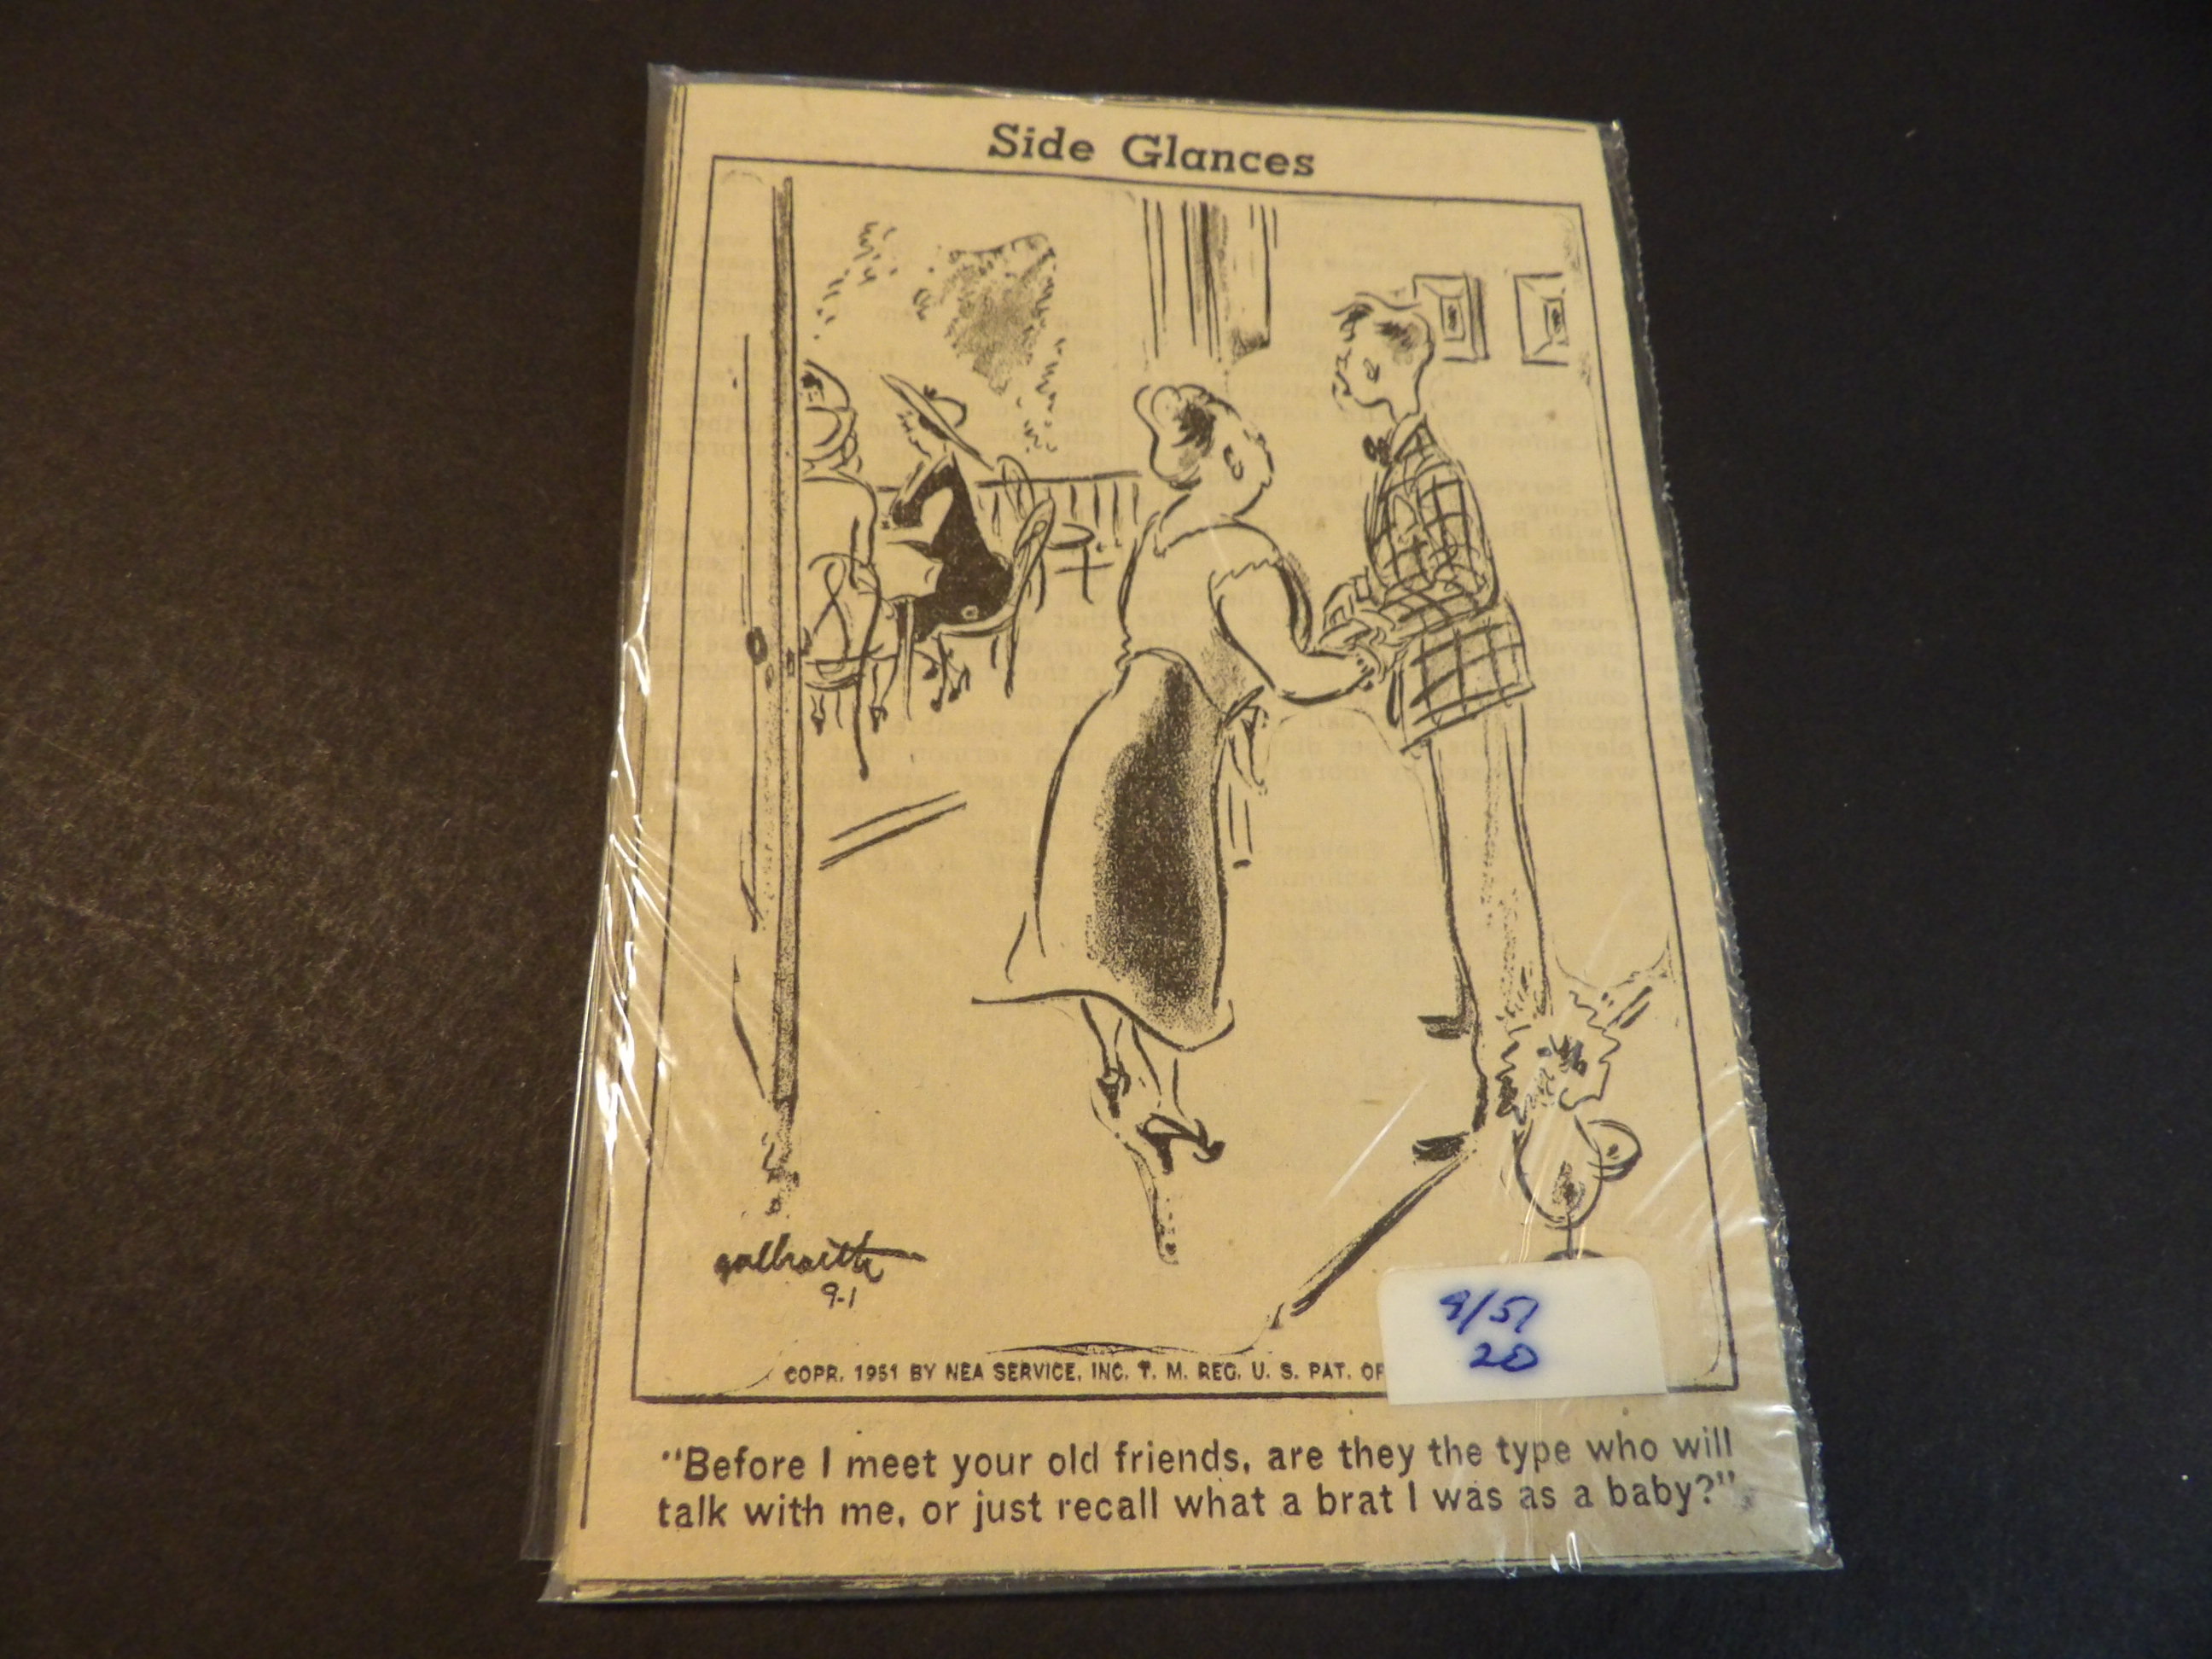 Side Glances
galbraith
9-1
9/51
20
COPR. 1951 BY NEA SERVICE, INC. T. M. REG. U. S. PAT. OF
"Before I meet your old friends, are they the type who will
talk with me, or just recall what a brat I was as a baby?"